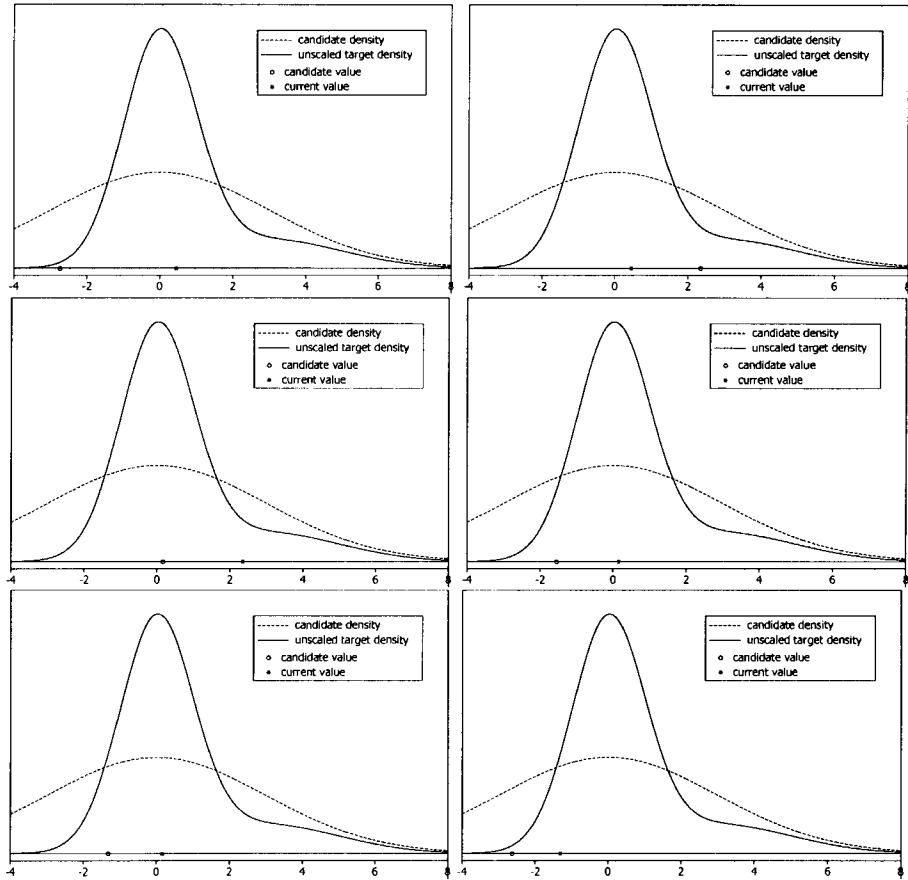 candidate density
unscaled target density
candidate value
current value
-4 -2 0 2 4 6 8
candidate density
unscaled target density
candidate value
current value
-4 -2 0 2 4 6 8
candidate density
unscaled target density
candidate value
current value
-4 -2 0 2 4 6 8
candidate density
unscaled target density
candidate value
current value
-4 -2 0 2 4 6 8
candidate density
unscaled target density
candidate value
current value
-4 -2 0 2 4 6 8
candidate density
unscaled target density
candidate value
current value
-4 -2 0 2 4 6 8